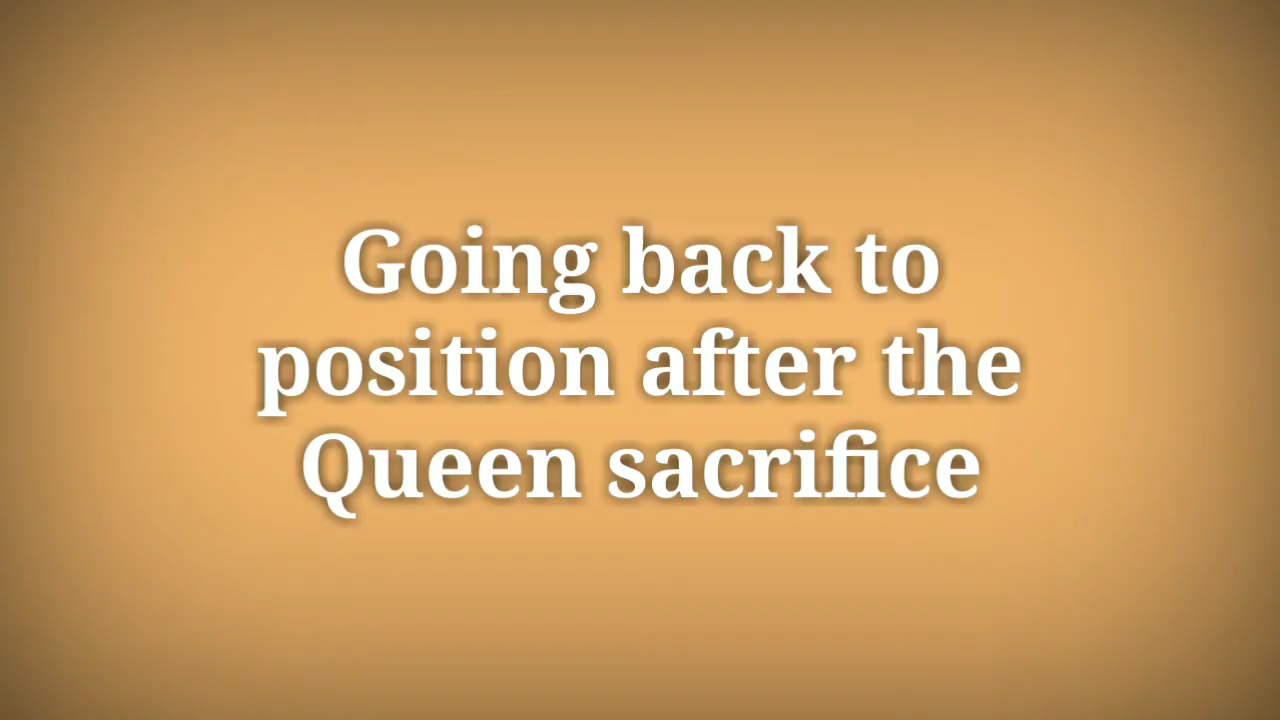 Going back to
position after the
Queen sacrifice